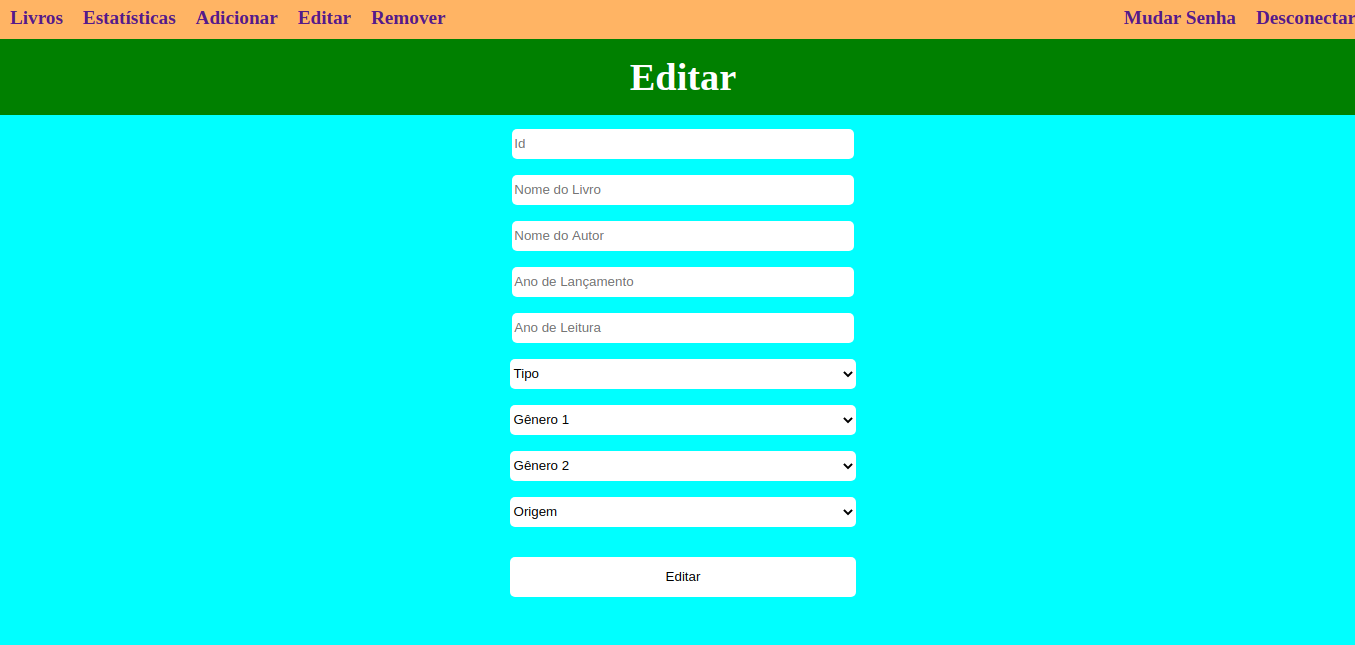 Livros Estatísticas Adicionar Editar Remover Mudar Senha Desconectar
Editar
Id
Nome do Livro
Nome do Autor
Ano de Lançamento
Ano de Leitura
Tipo
Gênero 1
Gênero 2
Origem
Editar